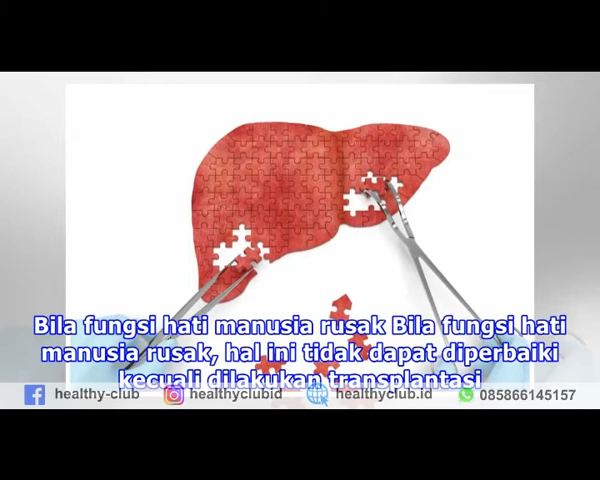 Bila fungsi hati manusia rusak Bila fungsi hati
manusia rusak, hal ini tidak dapat diperbaiki
kecuali dilakukan transplantasi
healthy-club healthyclubid healthyclub.id 085866145157